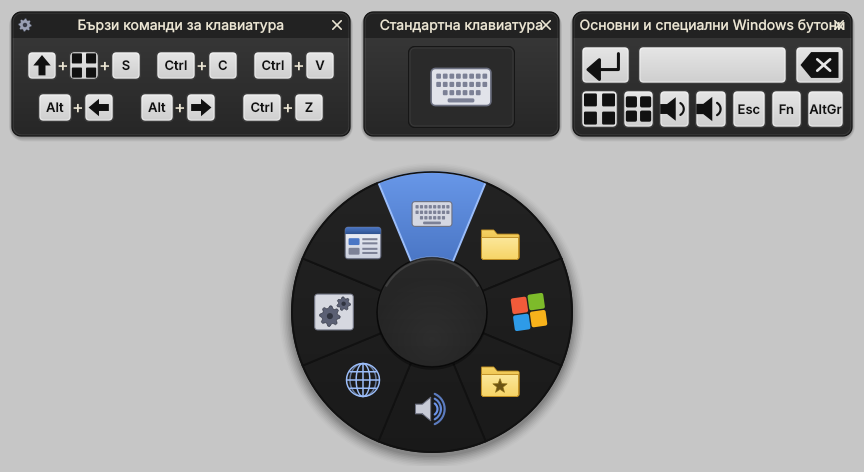 Бързи команди за клавиатура
Стандартна клавиатура
Основни и специални Windows бутони
+ + S Ctrl + C Ctrl + V
Alt + Alt + Ctrl + Z
Esc Fn AltGr